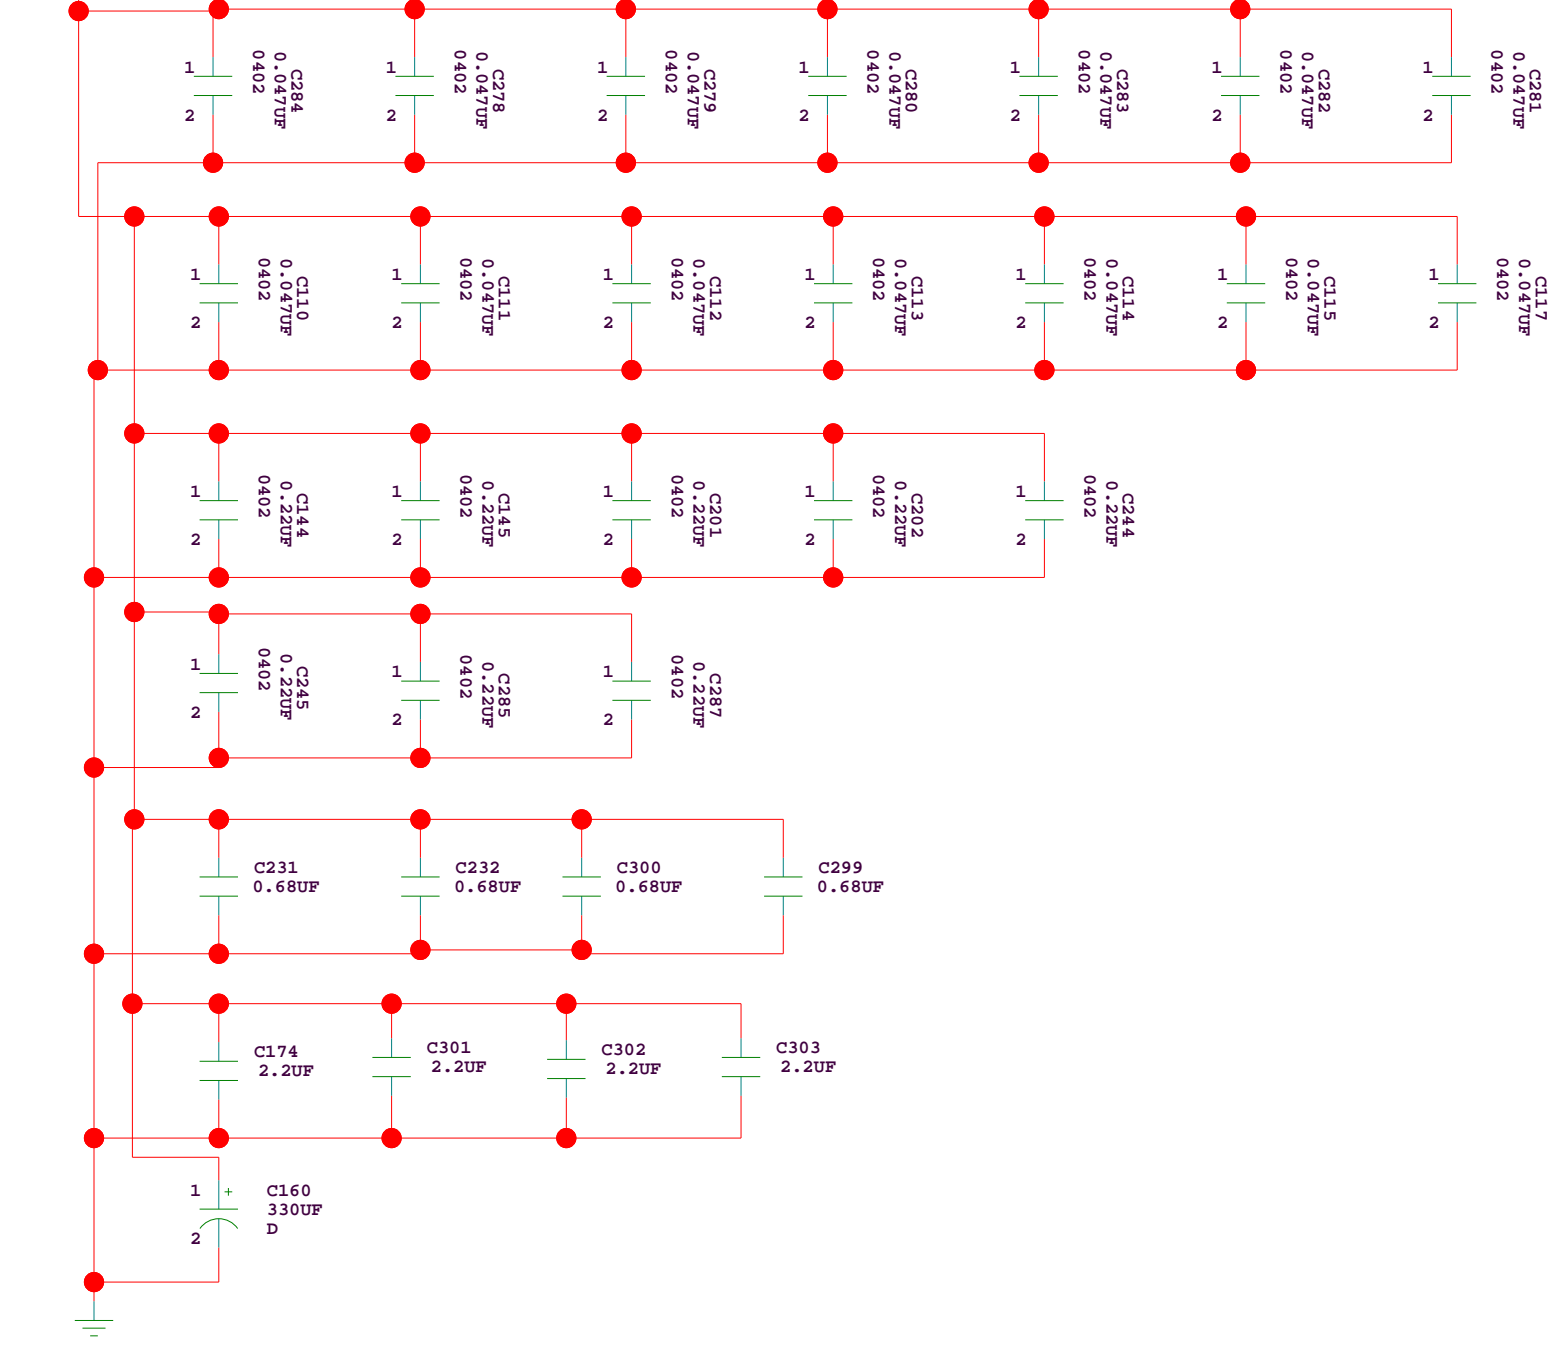 1
2
C284
0.047UF
0402
1
2
C278
0.047UF
0402
1
2
C279
0.047UF
0402
1
2
C280
0.047UF
0402
1
2
C283
0.047UF
0402
1
2
C282
0.047UF
0402
1
2
C281
0.047UF
0402
1
2
C110
0.047UF
0402
1
2
C111
0.047UF
0402
1
2
C112
0.047UF
0402
1
2
C113
0.047UF
0402
1
2
C114
0.047UF
0402
1
2
C115
0.047UF
0402
1
2
C117
0.047UF
0402
1
2
C144
0.22UF
0402
1
2
C145
0.22UF
0402
1
2
C201
0.22UF
0402
1
2
C202
0.22UF
0402
1
2
C244
0.22UF
0402
1
2
C245
0.22UF
0402
1
2
C285
0.22UF
0402
1
2
C287
0.22UF
0402
C231
0.68UF
C232
0.68UF
C300
0.68UF
C299
0.68UF
C174
2.2UF
C301
2.2UF
C302
2.2UF
C303
2.2UF
1
+
2
C160
330UF
D